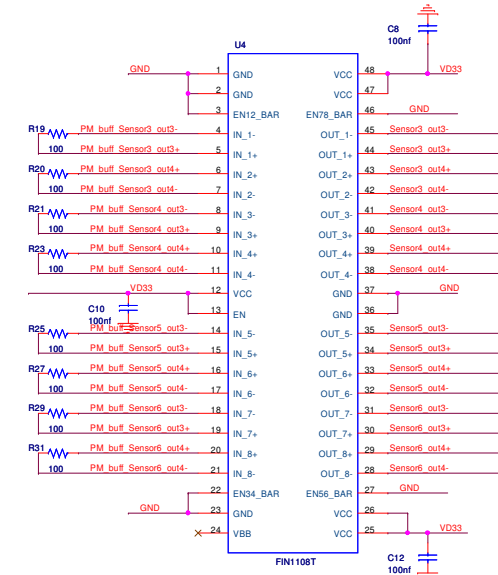 C8
100nf
U4
GND 1 GND VCC 48 VD33
2 GND VCC 47
3 EN12_BAR EN78_BAR 46 GND
R19 PM_buff_Sensor3_out3- 4 IN_1- OUT_1- 45 Sensor3_out3-
100 PM_buff_Sensor3_out3+ 5 IN_1+ OUT_1+ 44 Sensor3_out3+
R20 PM_buff_Sensor3_out4+ 6 IN_2+ OUT_2+ 43 Sensor3_out4+
100 PM_buff_Sensor3_out4- 7 IN_2- OUT_2- 42 Sensor3_out4-
R21 PM_buff_Sensor4_out3- 8 IN_3- OUT_3- 41 Sensor4_out3-
100 PM_buff_Sensor4_out3+ 9 IN_3+ OUT_3+ 40 Sensor4_out3+
R23 PM_buff_Sensor4_out4+ 10 IN_4+ OUT_4+ 39 Sensor4_out4+
100 PM_buff_Sensor4_out4- 11 IN_4- OUT_4- 38 Sensor4_out4-
VD33 12 VCC GND 37 GND
C10 13 EN GND 36
100nf
R25 PM_buff_Sensor5_out3- 14 IN_5- OUT_5- 35 Sensor5_out3-
100 PM_buff_Sensor5_out3+ 15 IN_5+ OUT_5+ 34 Sensor5_out3+
R27 PM_buff_Sensor5_out4+ 16 IN_6+ OUT_6+ 33 Sensor5_out4+
100 PM_buff_Sensor5_out4- 17 IN_6- OUT_6- 32 Sensor5_out4-
R29 PM_buff_Sensor6_out3- 18 IN_7- OUT_7- 31 Sensor6_out3-
100 PM_buff_Sensor6_out3+ 19 IN_7+ OUT_7+ 30 Sensor6_out3+
R31 PM_buff_Sensor6_out4+ 20 IN_8+ OUT_8+ 29 Sensor6_out4+
100 PM_buff_Sensor6_out4- 21 IN_8- OUT_8- 28 Sensor6_out4-
22 EN34_BAR EN56_BAR 27 GND
GND 23 GND VCC 26
24 VBB VCC 25 VD33
FIN1108T
C12
100nf